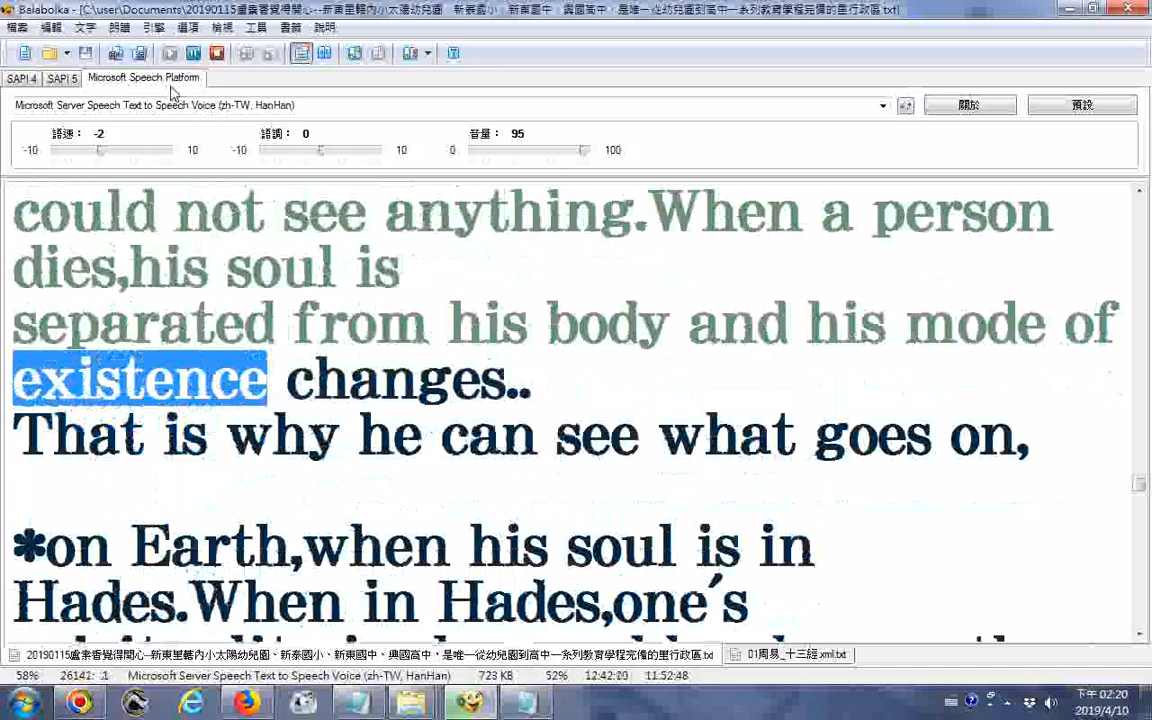 Balabolka - [C:\user\Documents\20190115盧素香覺得開心--新東里轄內小太陽幼兒園、新泰國小、新東國中、興國高中，是唯一從幼兒園到高中一系列教育學程完備的里行政區.txt]
檔案 編輯 文字 朗讀 引擎 選項 檢視 工具 書籤 說明
SAPI 4 SAPI 5 Microsoft Speech Platform
Microsoft Server Speech Text to Speech Voice (zh-TW, HanHan) 關於 預設
語速： -2 語調： 0 音量： 95
-10 10 -10 10 0 100
could not see anything.When a person
dies,his soul is
separated from his body and his mode of
existence changes..
That is why he can see what goes on,
*on Earth,when his soul is in
Hades.When in Hades,one´s
20190115盧素香覺得開心--新東里轄內小太陽幼兒園、新泰國小、新東國中、興國高中，是唯一從幼兒園到高中一系列教育學程完備的里行政區.txt 01周易_十三經.xml.txt
58% 26142: 1 Microsoft Server Speech Text to Speech Voice (zh-TW, HanHan) 723 KB 52% 12:42:20 11:52:48
下午 02:20
2019/4/10